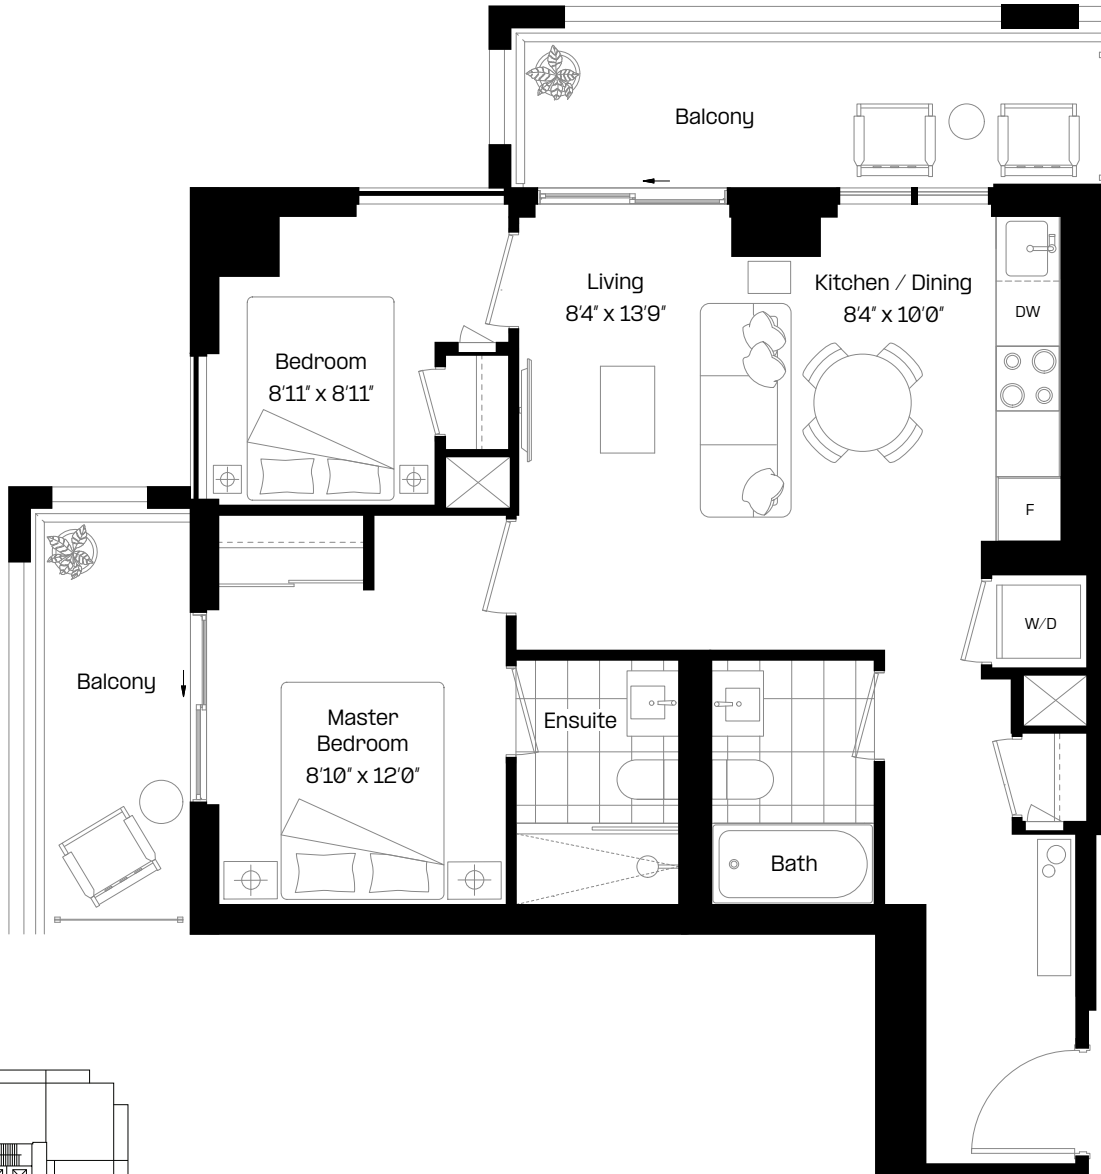 Balcony
Living
8'4" x 13'9"
Kitchen / Dining
8'4" x 10'0"
DW
Bedroom
8'11" x 8'11"
F
W/D
Balcony
Master
Bedroom
8'10" x 12'0"
Ensuite
Bath